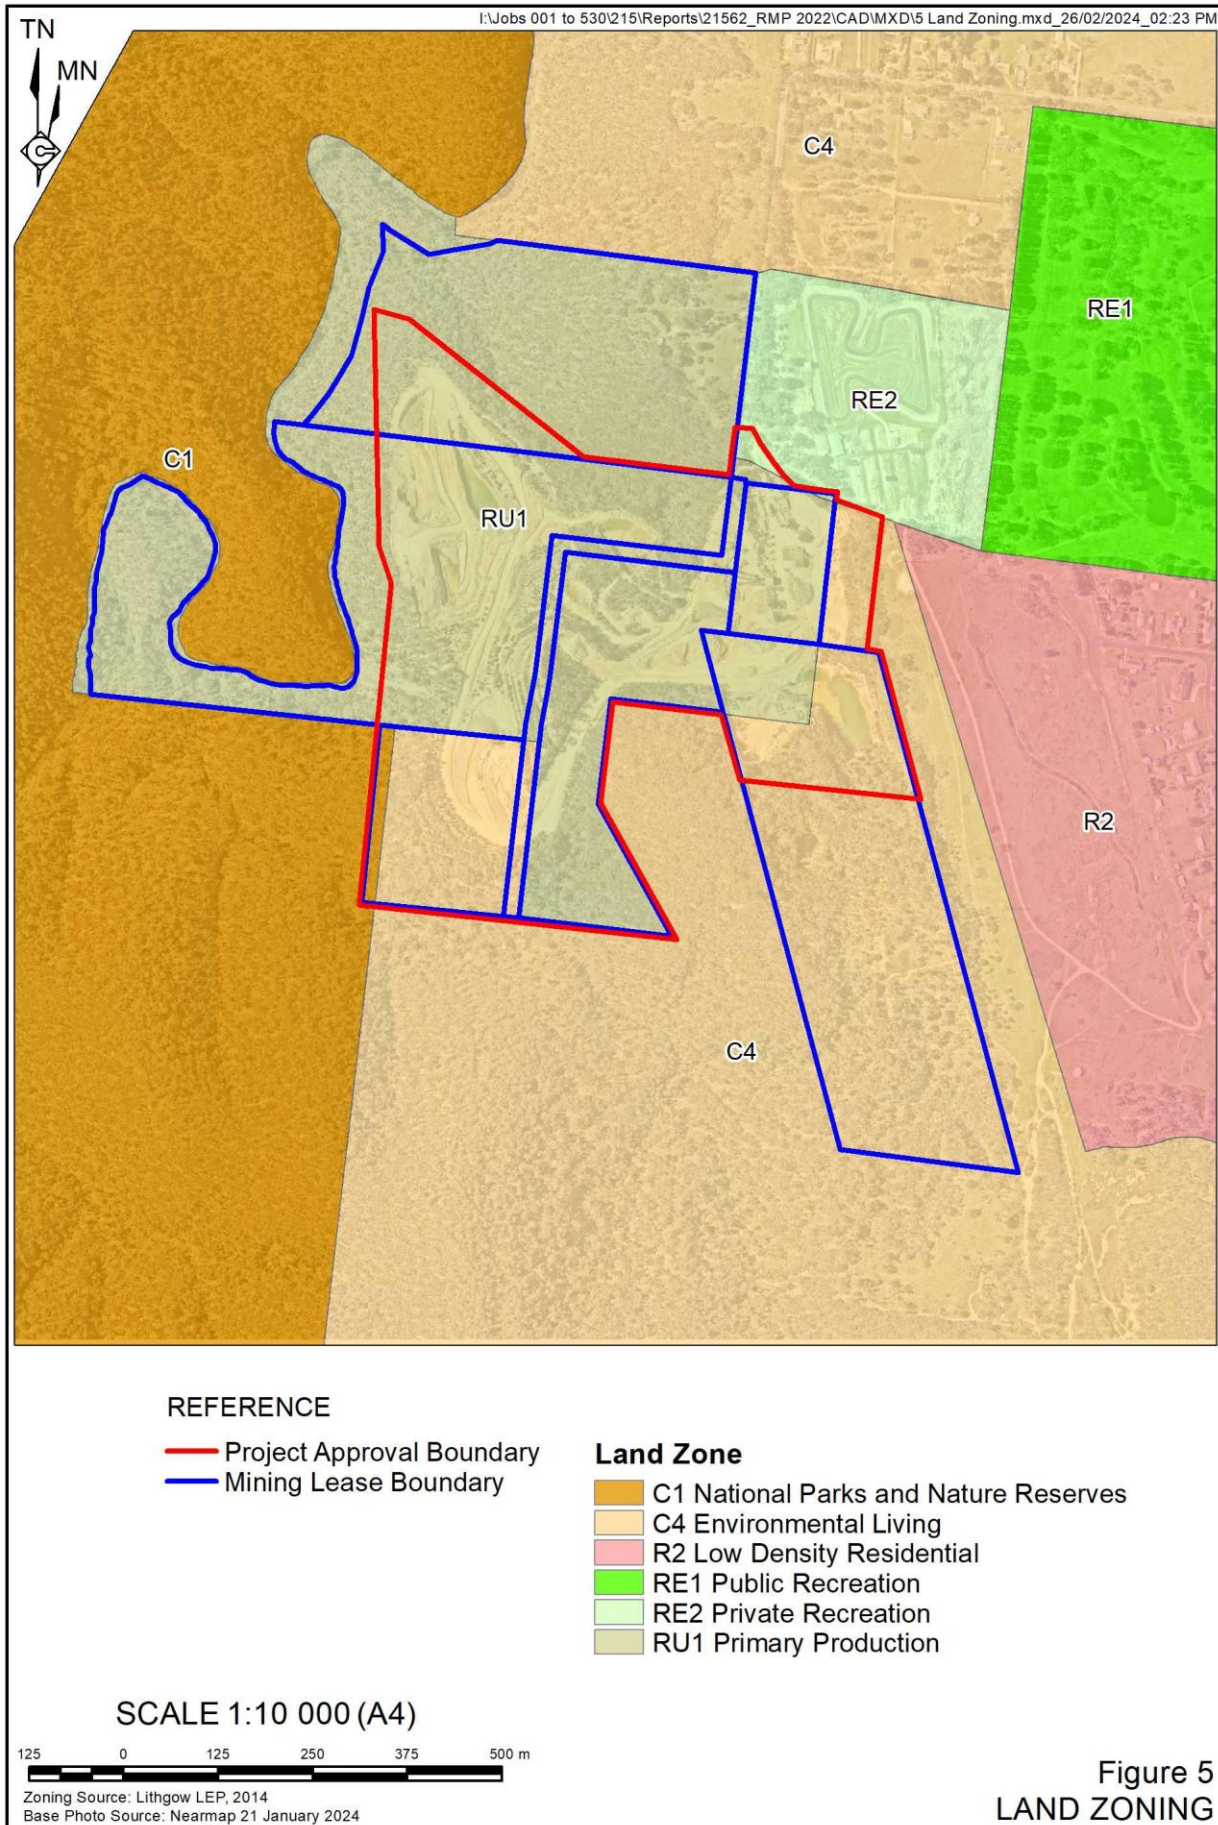 I:\Jobs 001 to 530\215\Reports\21562_RMP 2022\CAD\MXD\5 Land Zoning.mxd_26/02/2024_02:23 PM
TN
MN
C4
RE1
RE2
C1
RU1
R2
C4
REFERENCE
Project Approval Boundary
Mining Lease Boundary
Land Zone
C1 National Parks and Nature Reserves
C4 Environmental Living
R2 Low Density Residential
RE1 Public Recreation
RE2 Private Recreation
RU1 Primary Production
SCALE 1:10 000 (A4)
125 0 125 250 375 500 m
Zoning Source: Lithgow LEP, 2014
Base Photo Source: Nearmap 21 January 2024
Figure 5
LAND ZONING